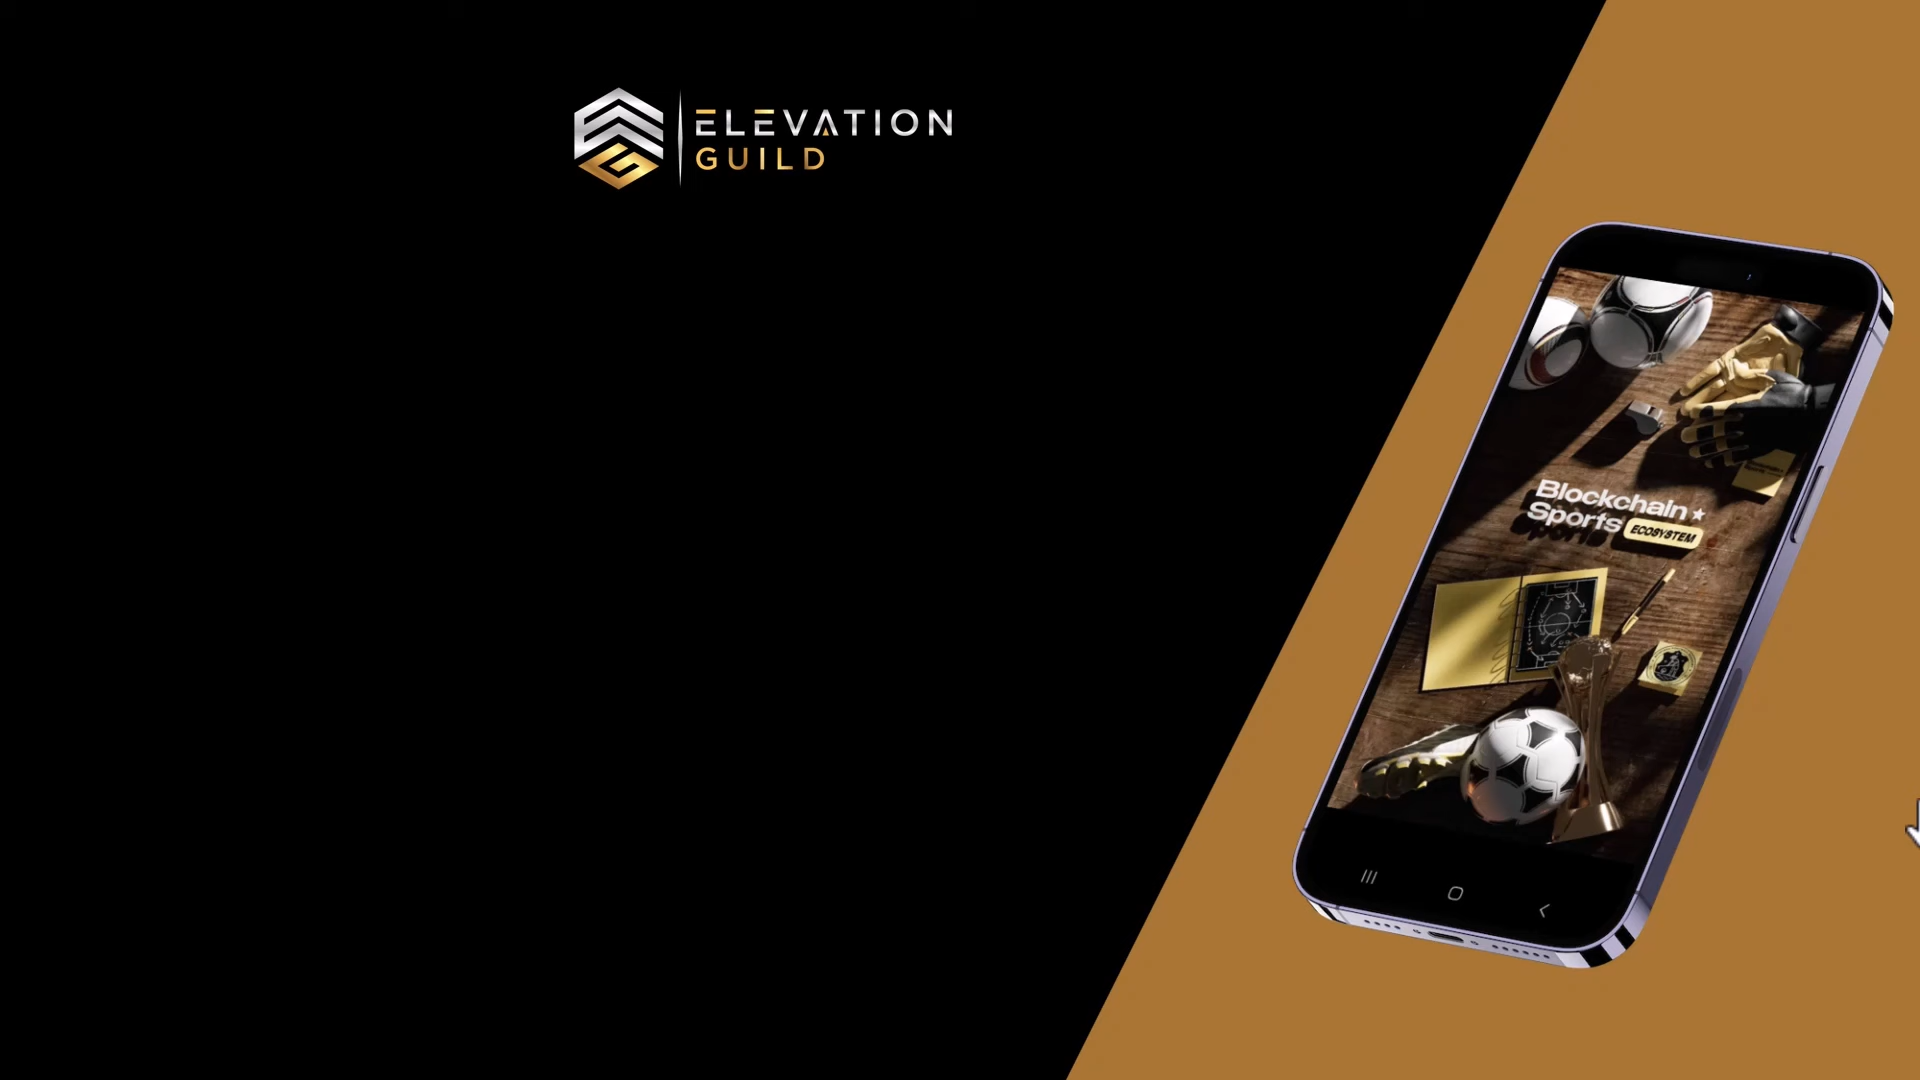 ELEVATION
GUILD
Blockchain
Sports
ECOSYSTEM